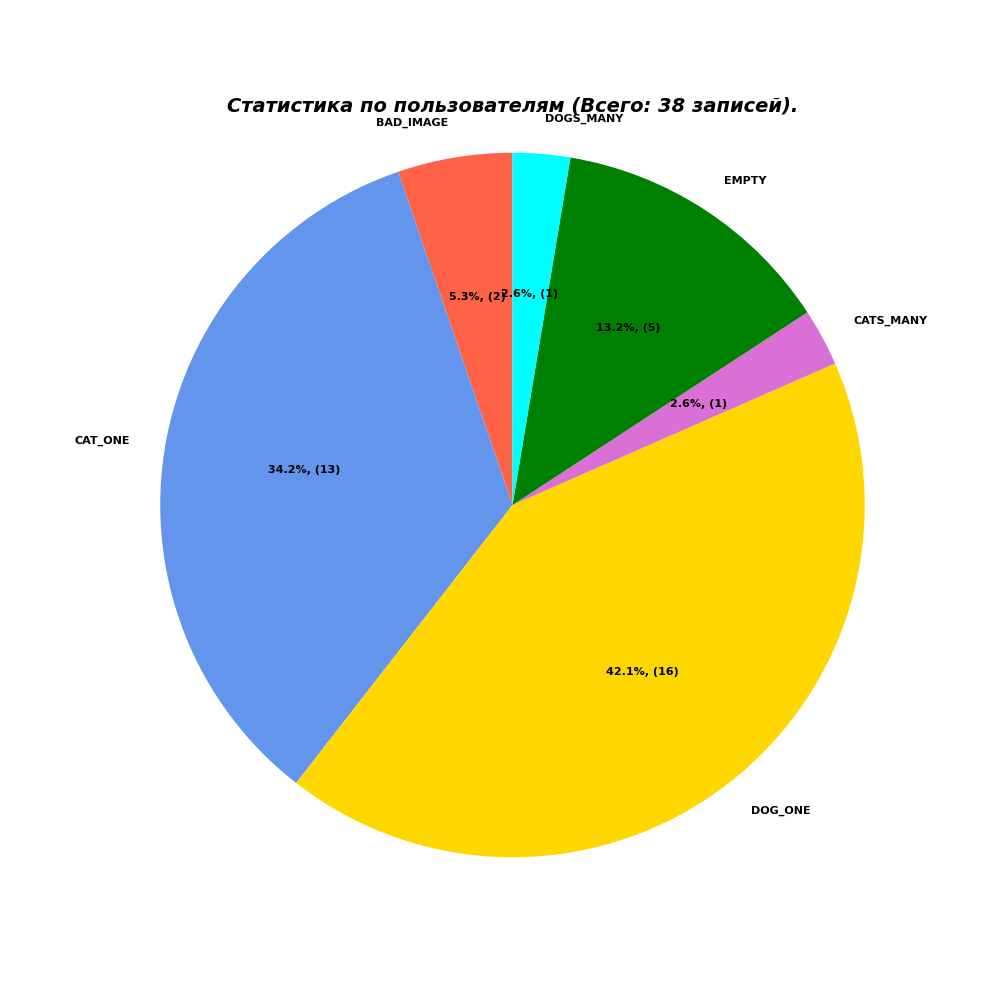 Статистика по пользователям (Всего: 38 записей).
DOGS_MANY
BAD_IMAGE
EMPTY
2.6%, (1)
5.3%, (2)
CATS_MANY
13.2%, (5)
2.6%, (1)
CAT_ONE
34.2%, (13)
42.1%, (16)
DOG_ONE